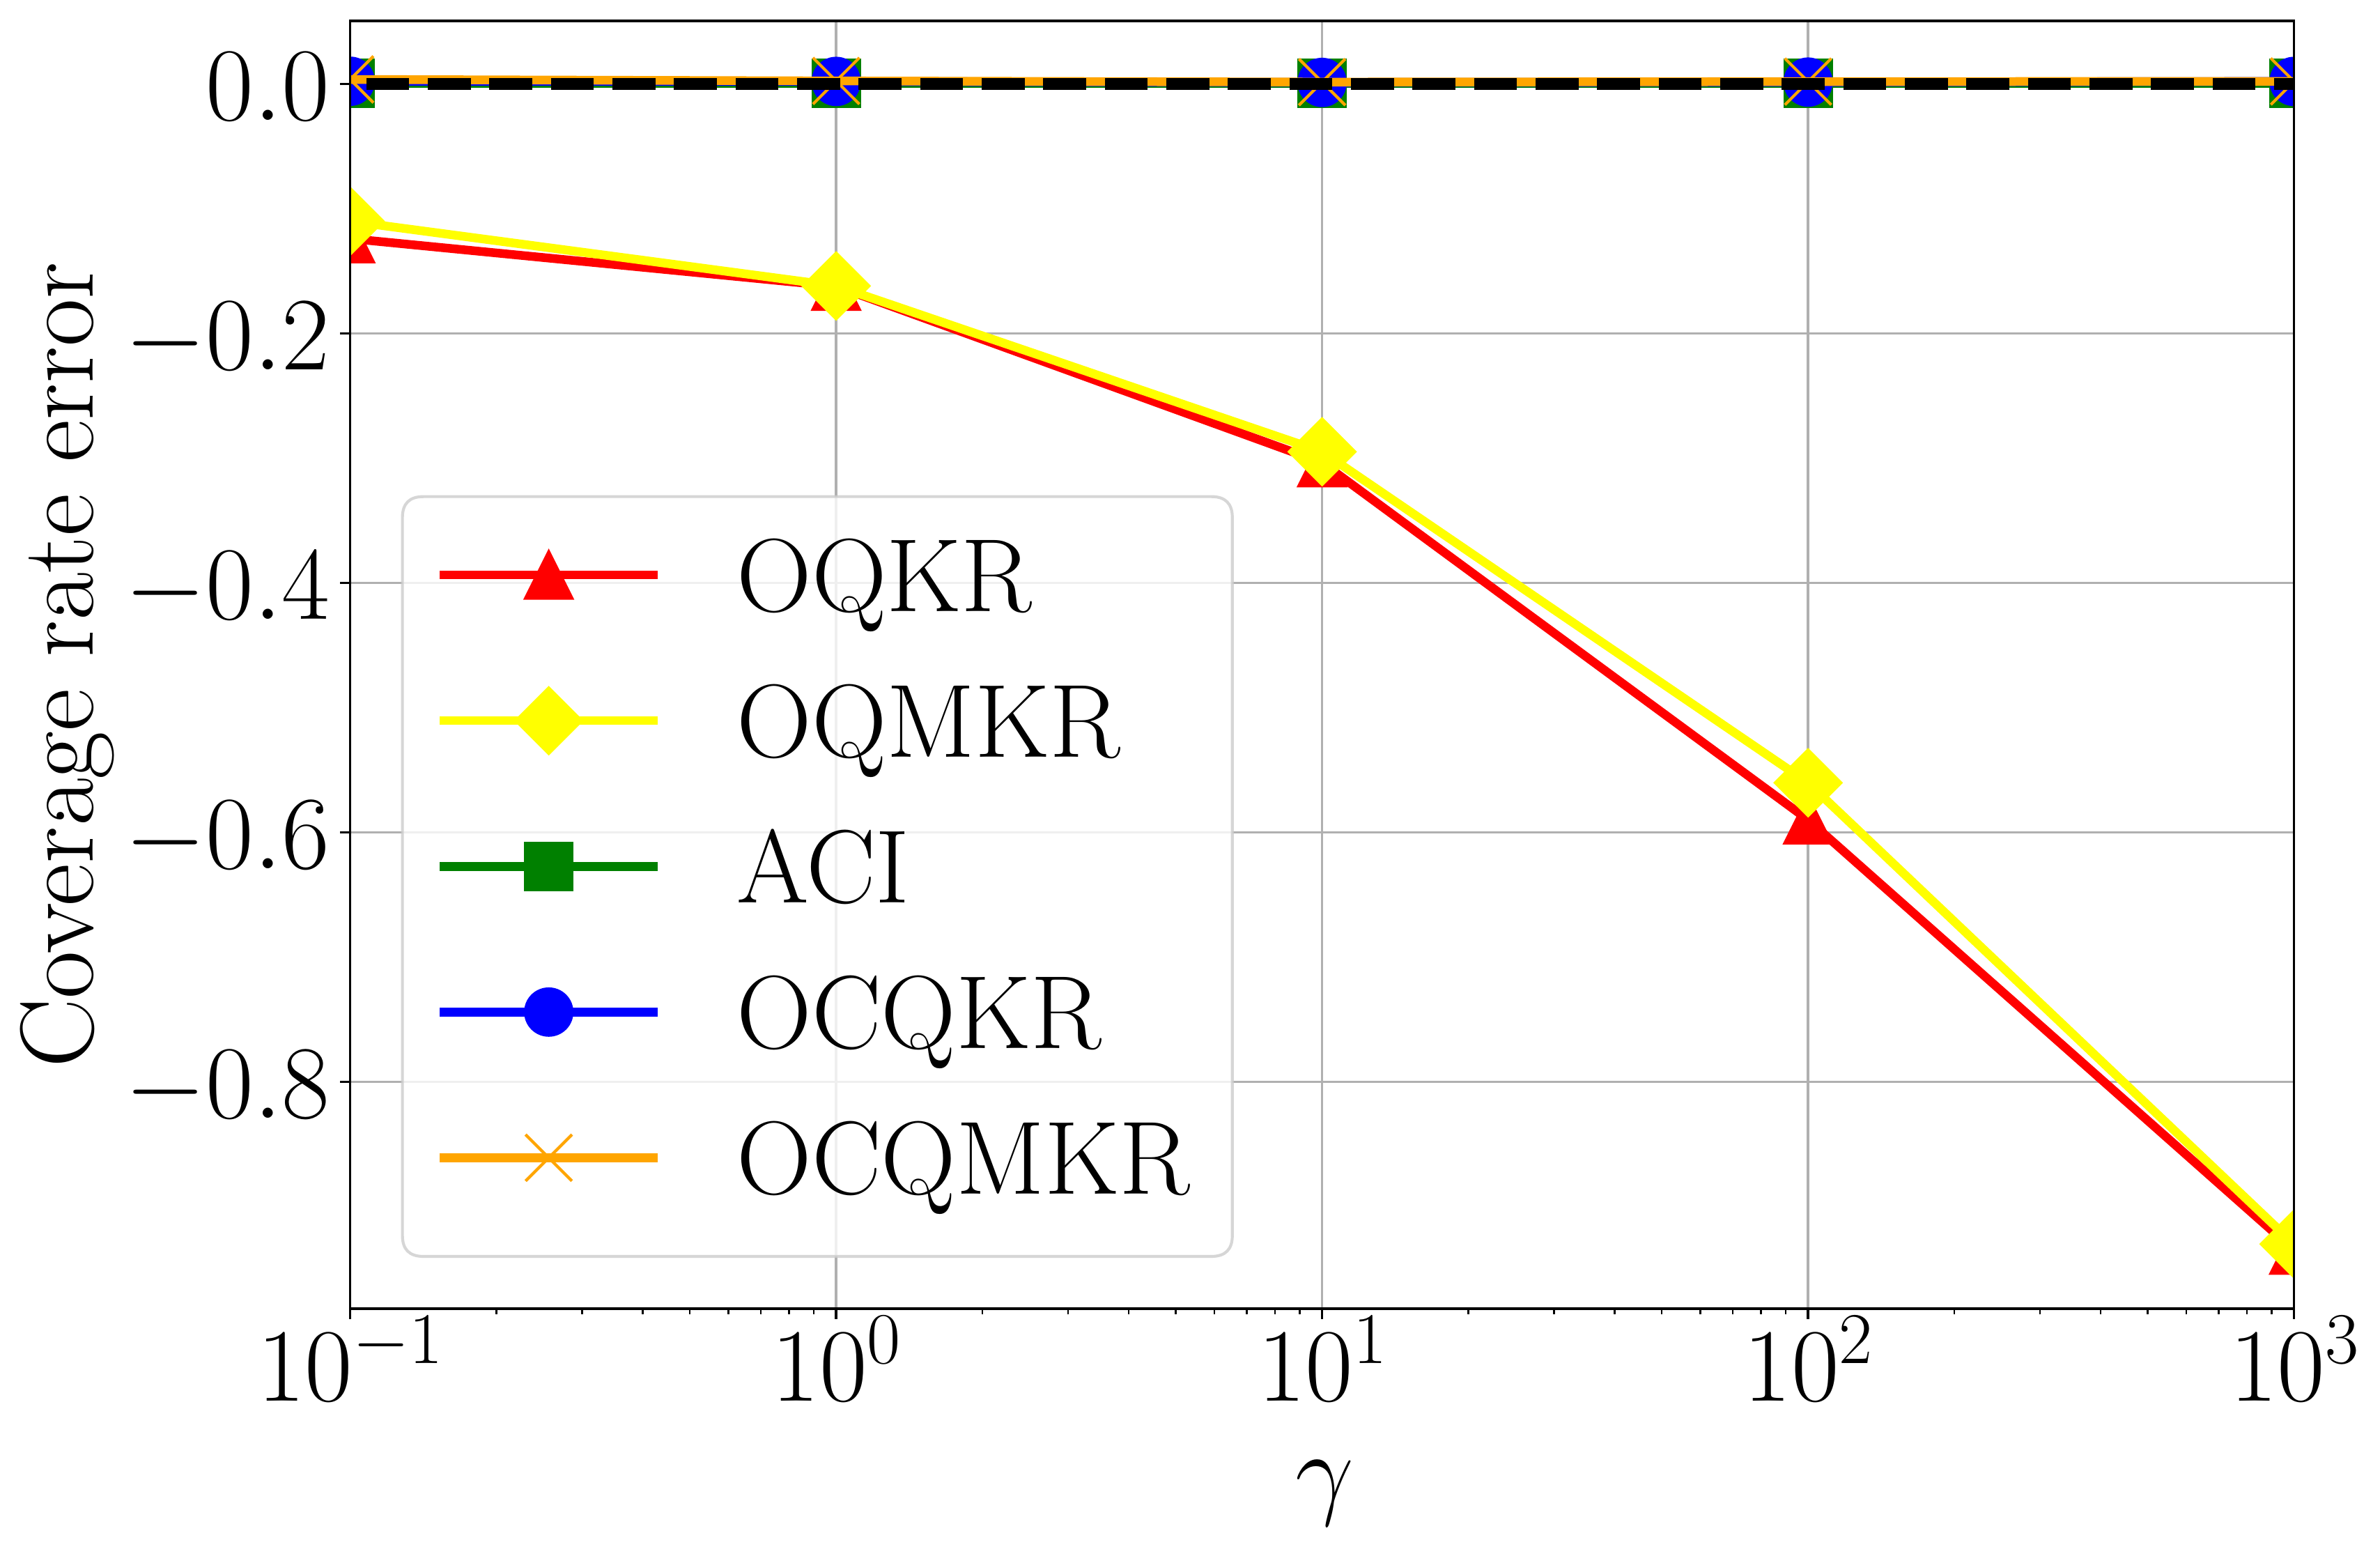 Coverage rate error
0.0
−0.2
−0.4
−0.6
−0.8
OQKR
OQMKR
ACI
OCQKR
OCQMKR
10⁻¹ 10⁰ 10¹ 10² 10³
γ